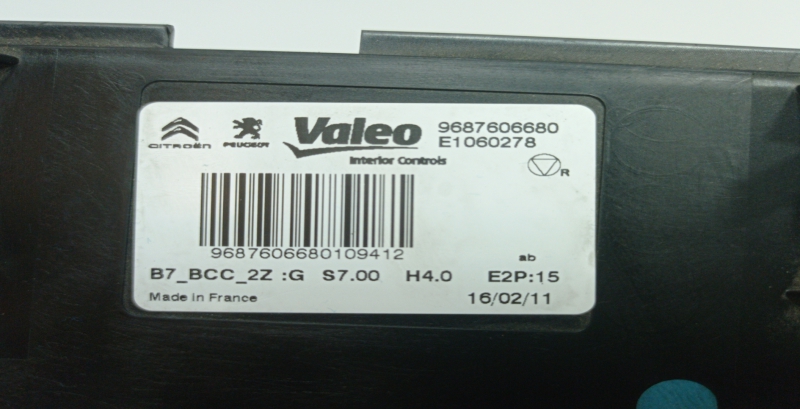 CITROËN PEUGEOT Valeo 9687606680
E1060278
Interior Controls
R
9687606680109412
ab
B7_BCC_2Z :G S7.00 H4.0 E2P:15
Made in France 16/02/11